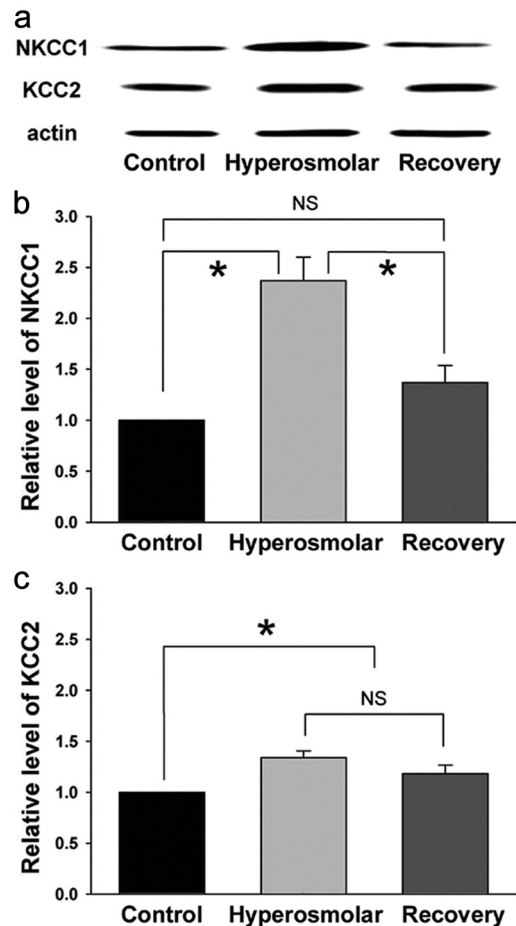 a
NKCC1
KCC2
actin
Control Hyperosmolar Recovery
b
NS
* *
Relative level of NKCC1
3.0
2.5
2.0
1.5
1.0
0.5
0.0
Control Hyperosmolar Recovery
c
*
NS
Relative level of KCC2
3.0
2.5
2.0
1.5
1.0
0.5
0.0
Control Hyperosmolar Recovery